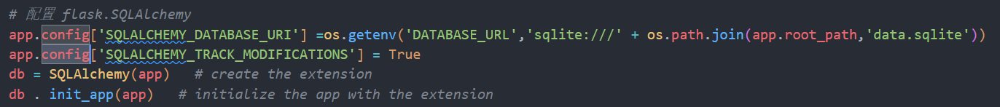 # 配置 flask.SQLAlchemy
app.config['SQLALCHEMY_DATABASE_URI'] =os.getenv('DATABASE_URL','sqlite:///' + os.path.join(app.root_path,'data.sqlite'))
app.config['SQLALCHEMY_TRACK_MODIFICATIONS'] = True
db = SQLAlchemy(app)   # create the extension
db . init_app(app)   # initialize the app with the extension